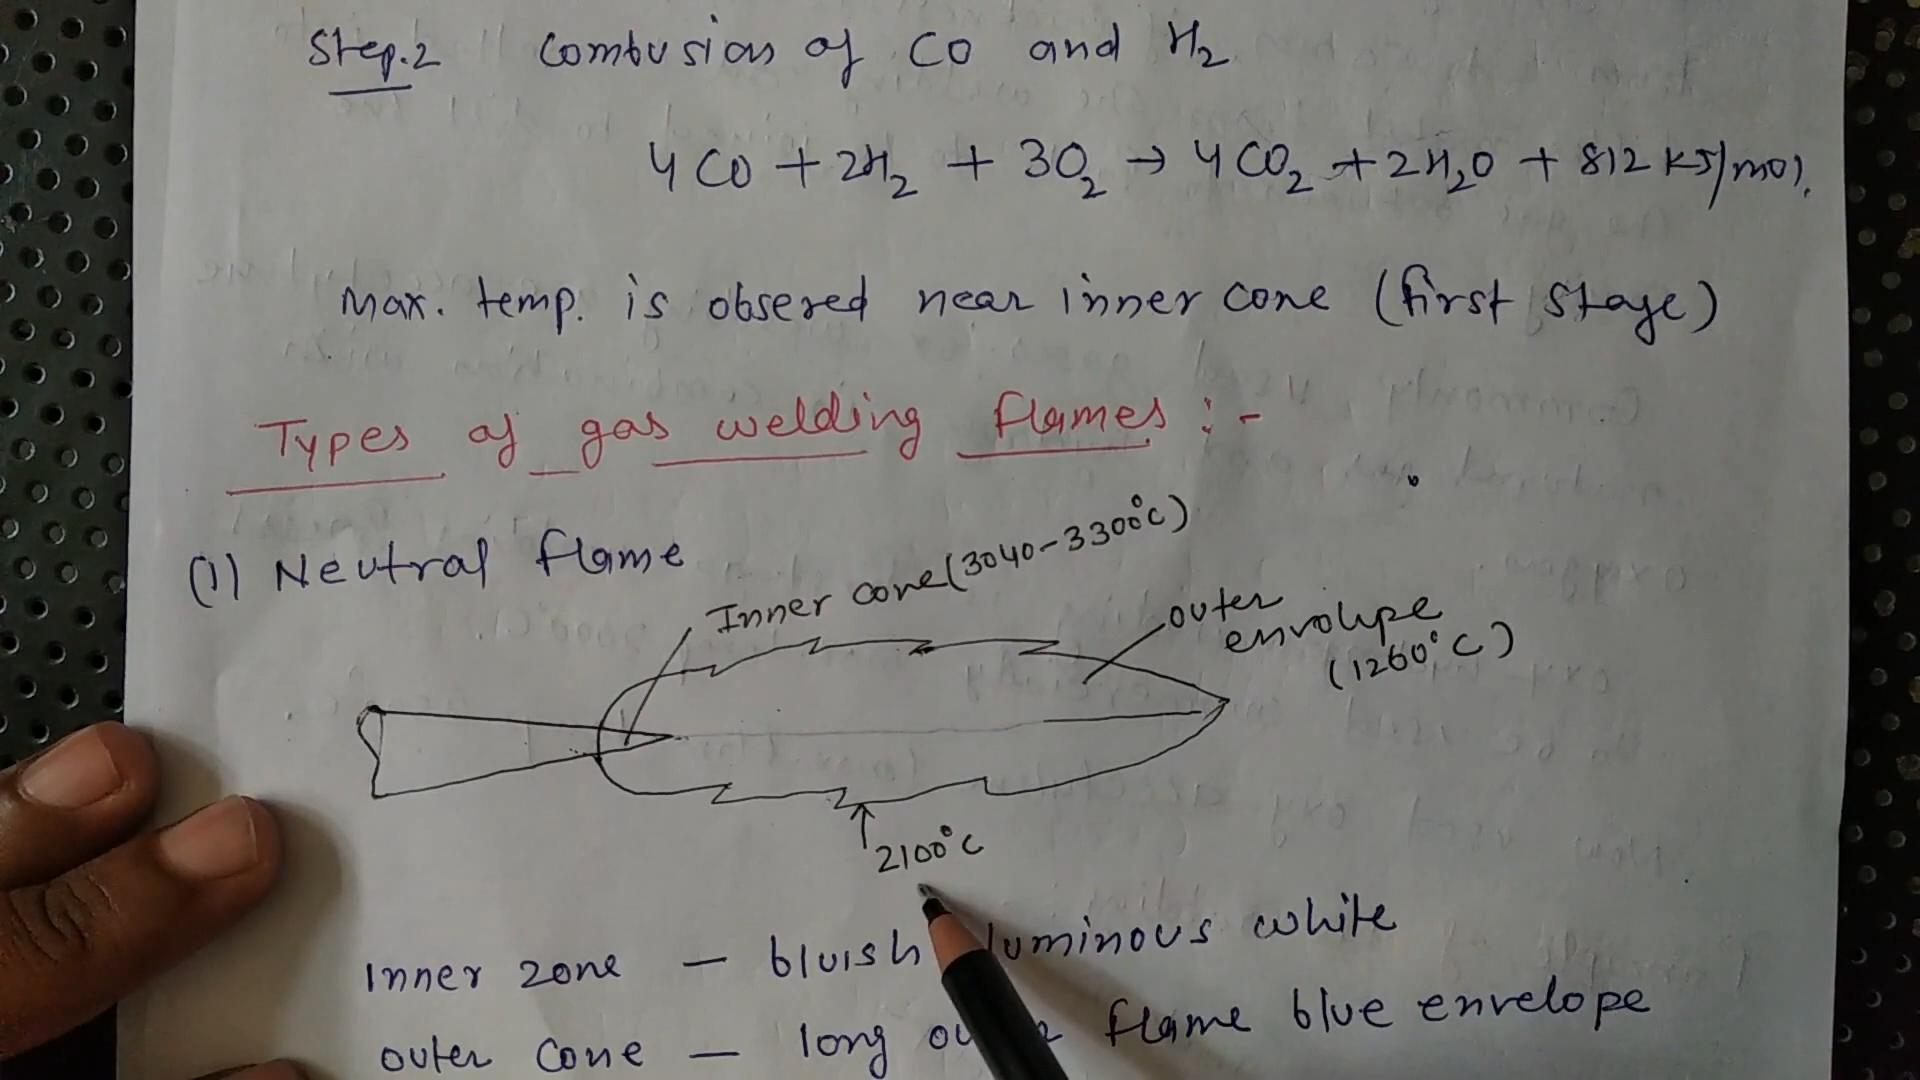 Step.2 Combusion of CO and H2
4CO + 2H2 + 3O2 → 4CO2 + 2H2O + 812 KJ/mol.
Max. temp. is obsered near inner cone (first stage)
Types of gas welding flames :-
(1) Neutral flame
Inner cone (3040-3300°C)
outer
envolupe
(1260°C)
2100°C
Inner zone — bluish luminous white
outer cone — long flame blue envelope